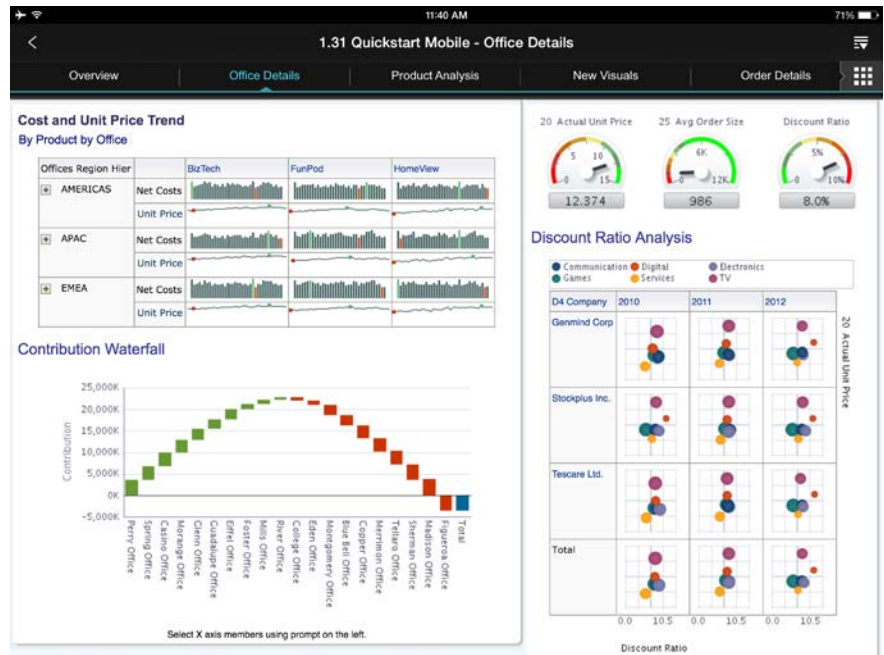 11:40 AM
71%
1.31 Quickstart Mobile - Office Details
Overview
Office Details
Product Analysis
New Visuals
Order Details
Cost and Unit Price Trend
By Product by Office
Offices Region Hier
BizTech
FunPod
HomeView
AMERICAS
Net Costs
Unit Price
APAC
Net Costs
Unit Price
EMEA
Net Costs
Unit Price
Contribution Waterfall
Contribution
25,000K
20,000K
15,000K
10,000K
5,000K
0K
-5,000K
Perry Office
Spring Office
Casino Office
Morange Office
Glenn Office
Guadalupe Office
Eiffel Office
Foster Office
Mills Office
River Office
College Office
Eden Office
Montgomery Office
Blue Bell Office
Copper Office
Merrimon Office
Tellaro Office
Sherman Office
Madison Office
Figueroa Office
Total
Select X axis members using prompt on the left.
20 Actual Unit Price
25 Avg Order Size
Discount Ratio
0 5 10 15
0 6K 12K
0 5% 10%
12.374
986
8.0%
Discount Ratio Analysis
Communication
Digital
Electronics
Games
Services
TV
D4 Company
2010
2011
2012
Genmind Corp
Stockplus Inc.
Tescare Ltd.
Total
20 Actual Unit Price
0.0 10.5
0.0 10.5
0.0 10.5
Discount Ratio